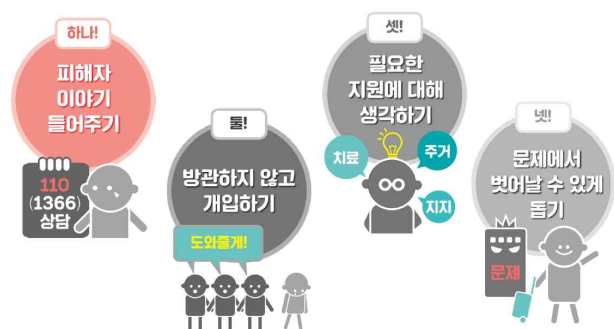 하나!
피해자
이야기
들어주기
110
(1366)
상담
둘!
방관하지 않고
개입하기
도와줄게!
셋!
필요한
지원에 대해
생각하기
치료
주거
지지
넷!
문제에서
벗어날 수 있게
돕기
문제